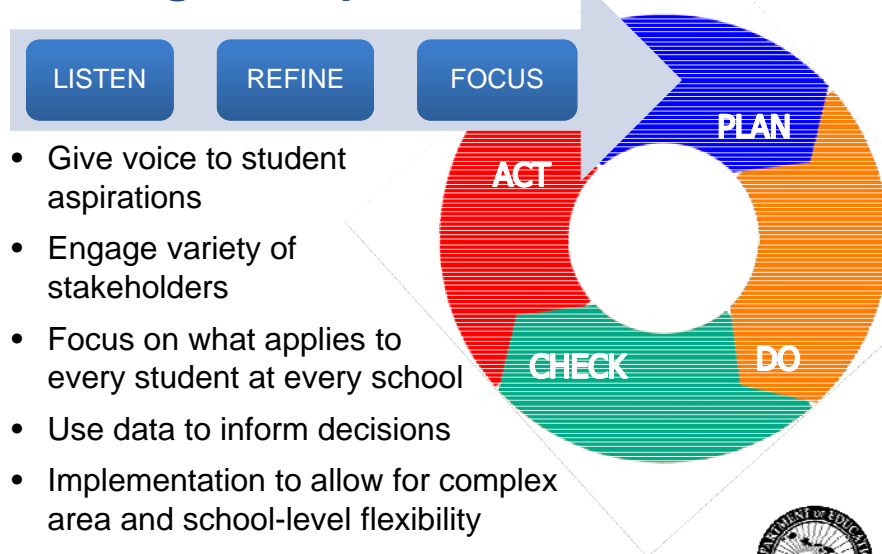 LISTEN REFINE FOCUS
PLAN
ACT
CHECK
DO
• Give voice to student
aspirations
• Engage variety of
stakeholders
• Focus on what applies to
every student at every school
• Use data to inform decisions
• Implementation to allow for complex
area and school-level flexibility